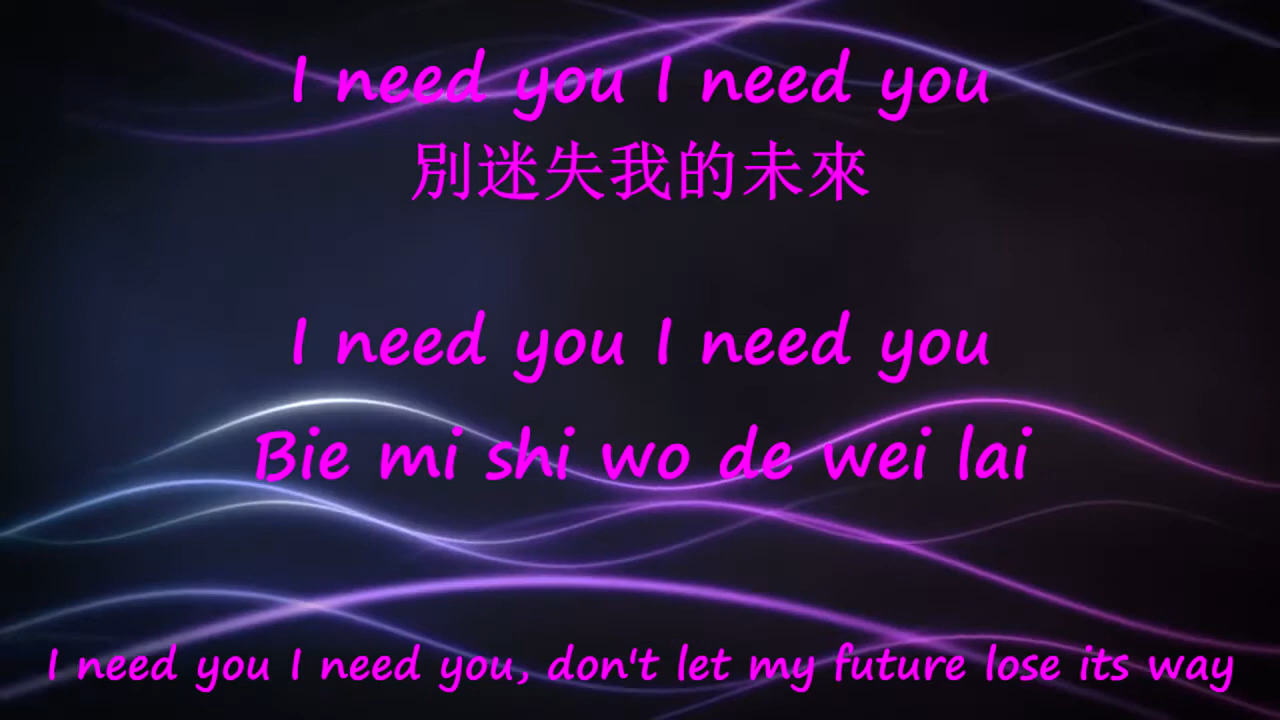 I need you I need you
別迷失我的未來
I need you I need you
Bie mi shi wo de wei lai
I need you I need you, don't let my future lose its way